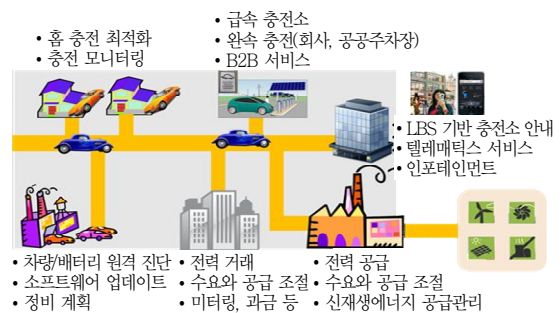 • 홈 충전 최적화
• 충전 모니터링
• 급속 충전소
• 완속 충전(회사, 공공주차장)
• B2B 서비스
• LBS 기반 충전소 안내
• 텔레매틱스 서비스
• 인포테인먼트
• 차량/배터리 원격 진단
• 소프트웨어 업데이트
• 정비 계획
• 전력 거래
• 수요와 공급 조절
• 미터링, 과금 등
• 전력 공급
• 수요와 공급 조절
• 신재생에너지 공급관리